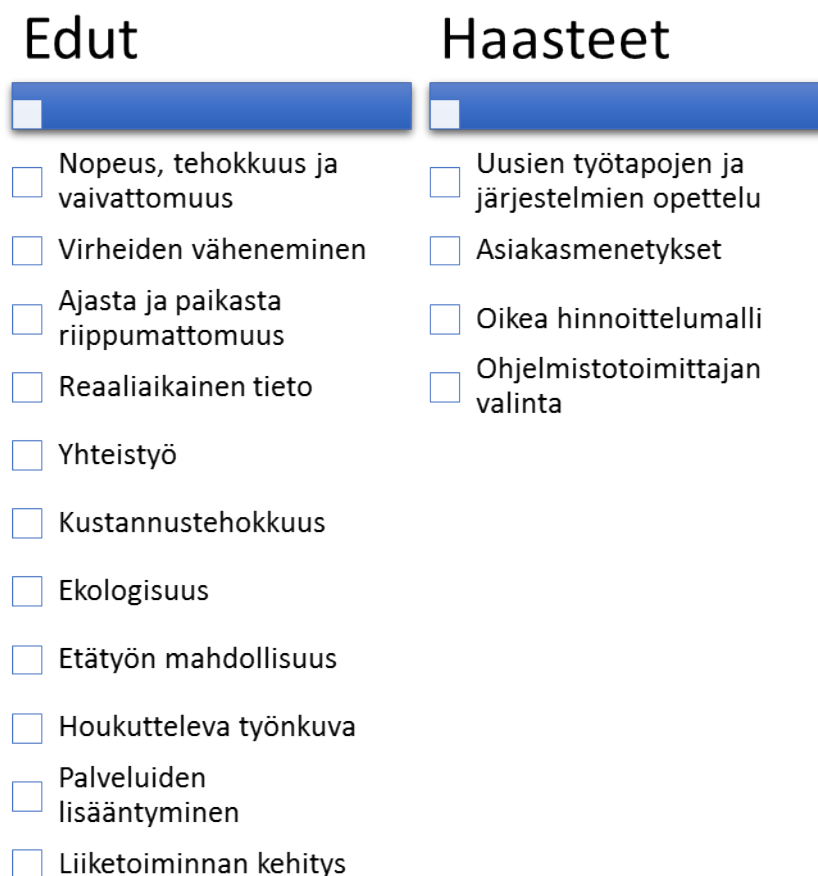 Edut
Nopeus, tehokkuus ja
vaivattomuus
Virheiden väheneminen
Ajasta ja paikasta
riippumattomuus
Reaaliaikainen tieto
Yhteistyö
Kustannustehokkuus
Ekologisuus
Etätyön mahdollisuus
Houkutteleva työnkuva
Palveluiden
lisääntyminen
Liiketoiminnan kehitys
Haasteet
Uusien työtapojen ja
järjestelmien opettelu
Asiakasmenetykset
Oikea hinnoittelumalli
Ohjelmistotoimittajan
valinta